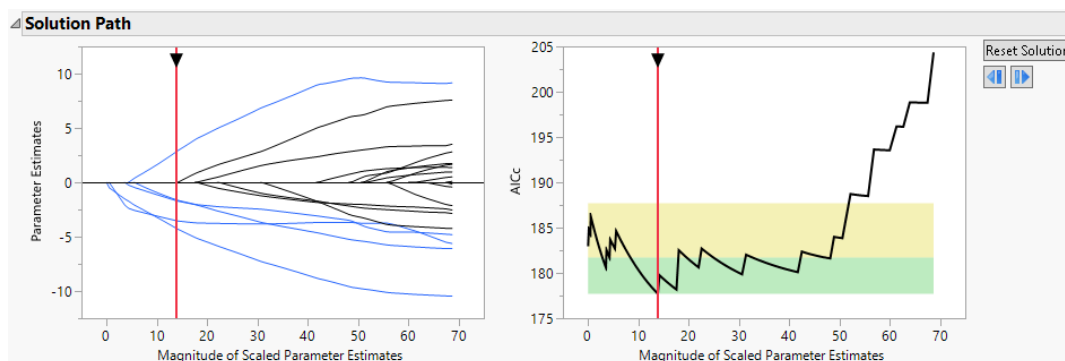 Solution Path
10
5
0
-5
-10
Parameter Estimates
0 10 20 30 40 50 60 70
Magnitude of Scaled Parameter Estimates
205
200
195
190
185
180
175
AICc
0 10 20 30 40 50 60 70
Magnitude of Scaled Parameter Estimates
Reset Solution